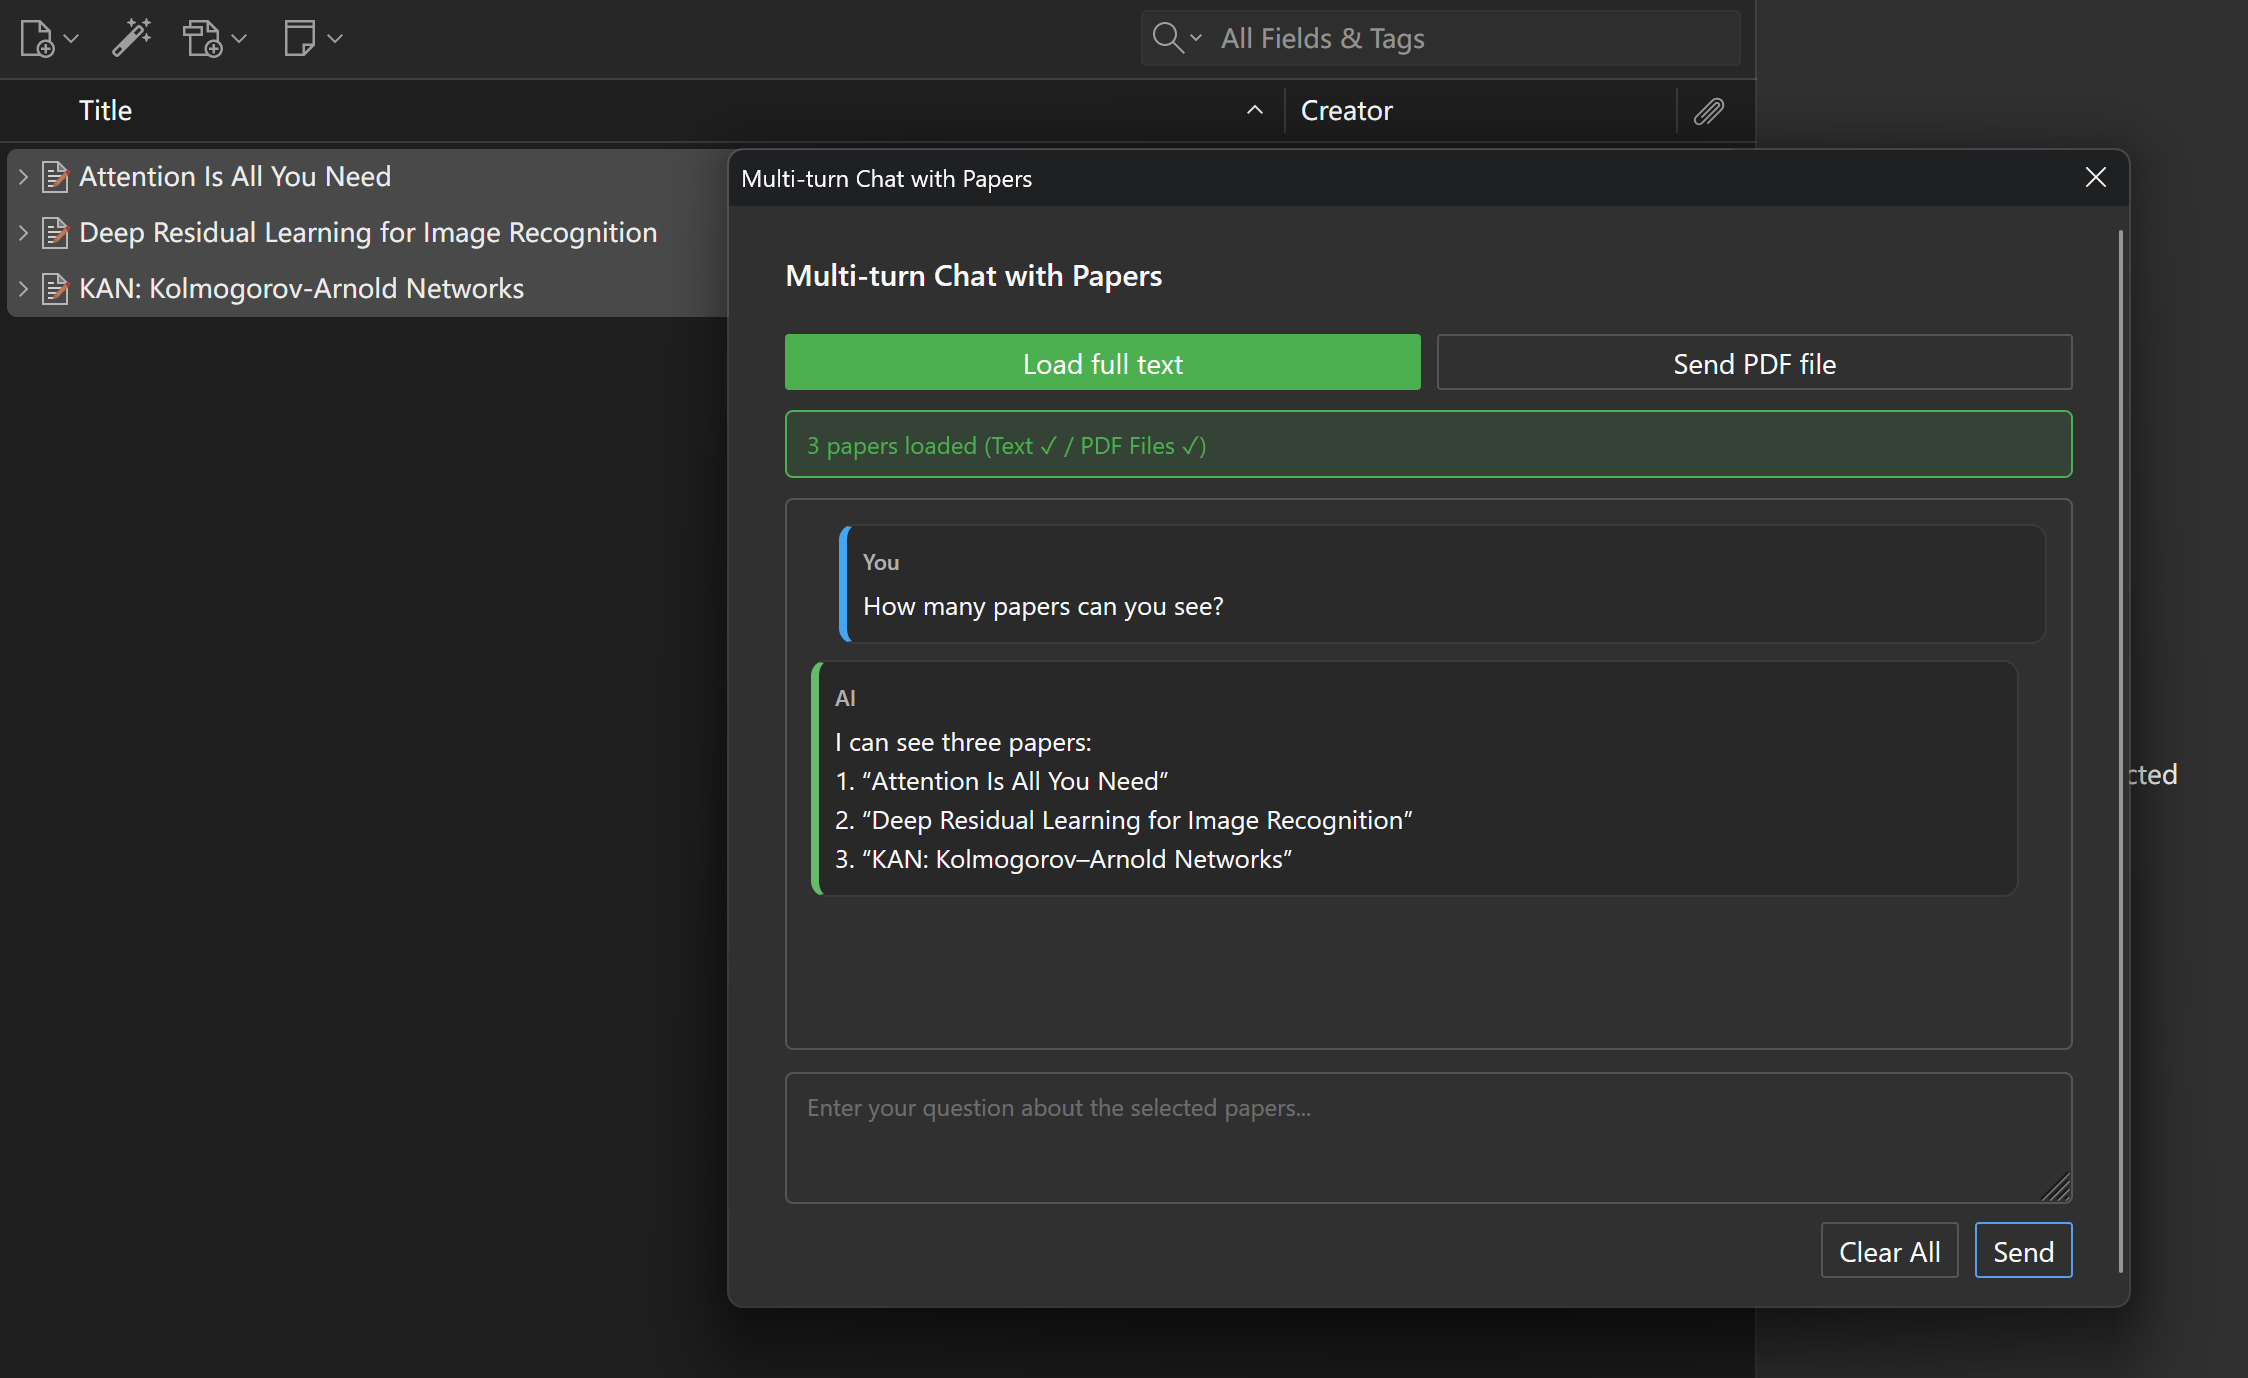 All Fields & Tags
Title
Creator
Attention Is All You Need
Deep Residual Learning for Image Recognition
KAN: Kolmogorov-Arnold Networks
Multi-turn Chat with Papers
Multi-turn Chat with Papers
Load full text
Send PDF file
3 papers loaded (Text ✓ / PDF Files ✓)
You
How many papers can you see?
AI
I can see three papers:
1. “Attention Is All You Need”
2. “Deep Residual Learning for Image Recognition”
3. “KAN: Kolmogorov–Arnold Networks”
cted
Enter your question about the selected papers...
Clear All
Send